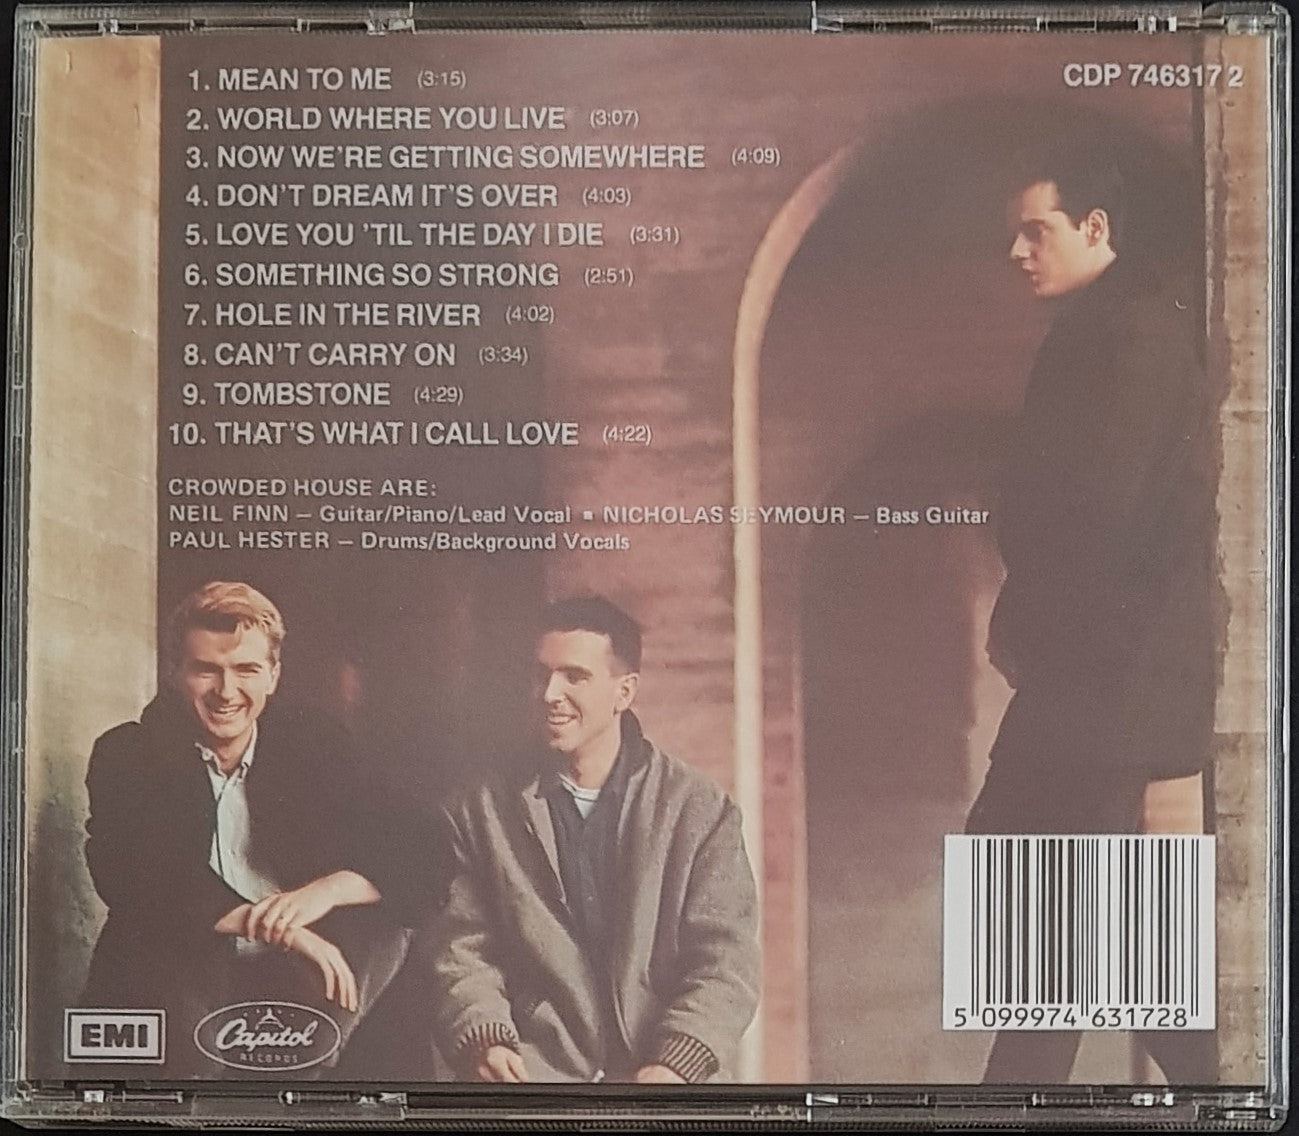 CDP 746317 2
1. MEAN TO ME (3:15)
2. WORLD WHERE YOU LIVE (3:07)
3. NOW WE'RE GETTING SOMEWHERE (4:09)
4. DON'T DREAM IT'S OVER (4:03)
5. LOVE YOU 'TIL THE DAY I DIE (3:31)
6. SOMETHING SO STRONG (2:51)
7. HOLE IN THE RIVER (4:02)
8. CAN'T CARRY ON (3:34)
9. TOMBSTONE (4:29)
10. THAT'S WHAT I CALL LOVE (4:22)
CROWDED HOUSE ARE:
NEIL FINN – Guitar/Piano/Lead Vocal ▪ NICHOLAS SEYMOUR – Bass Guitar
PAUL HESTER – Drums/Background Vocals
EMI
Capitol
RECORDS
5 099974 631728